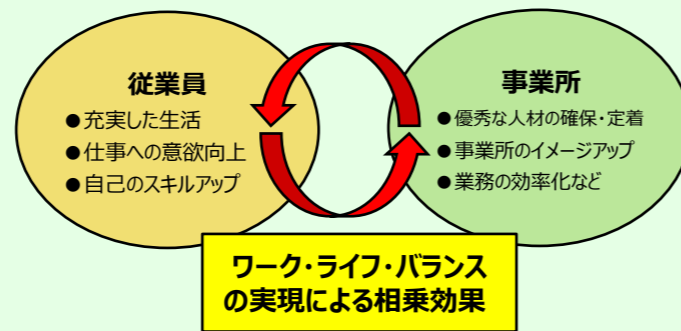 従業員
●充実した生活
●仕事への意欲向上
●自己のスキルアップ
事業所
●優秀な人材の確保・定着
●事業所のイメージアップ
●業務の効率化など
ワーク・ライフ・バランス
の実現による相乗効果